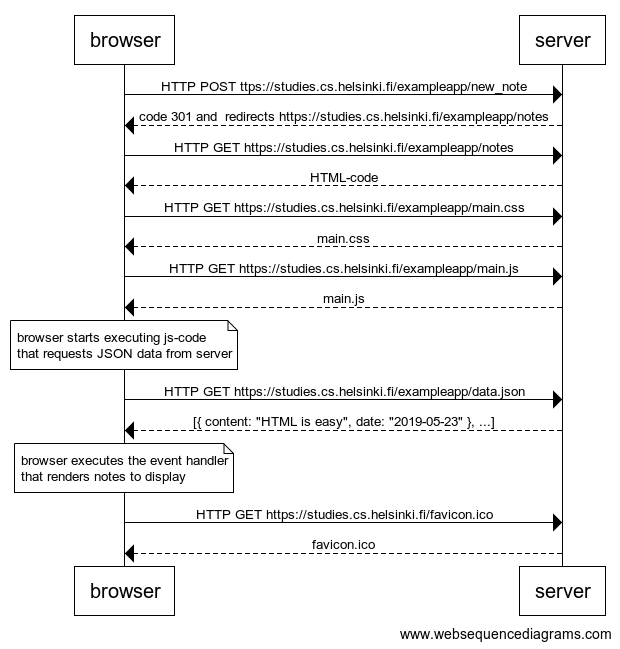 browser
server
HTTP POST ttps://studies.cs.helsinki.fi/exampleapp/new_note
code 301 and  redirects https://studies.cs.helsinki.fi/exampleapp/notes
HTTP GET https://studies.cs.helsinki.fi/exampleapp/notes
HTML-code
HTTP GET https://studies.cs.helsinki.fi/exampleapp/main.css
main.css
HTTP GET https://studies.cs.helsinki.fi/exampleapp/main.js
main.js
browser starts executing js-code
that requests JSON data from server
HTTP GET https://studies.cs.helsinki.fi/exampleapp/data.json
[{ content: "HTML is easy", date: "2019-05-23" }, ...]
browser executes the event handler
that renders notes to display
HTTP GET https://studies.cs.helsinki.fi/favicon.ico
favicon.ico
browser
server
www.websequencediagrams.com